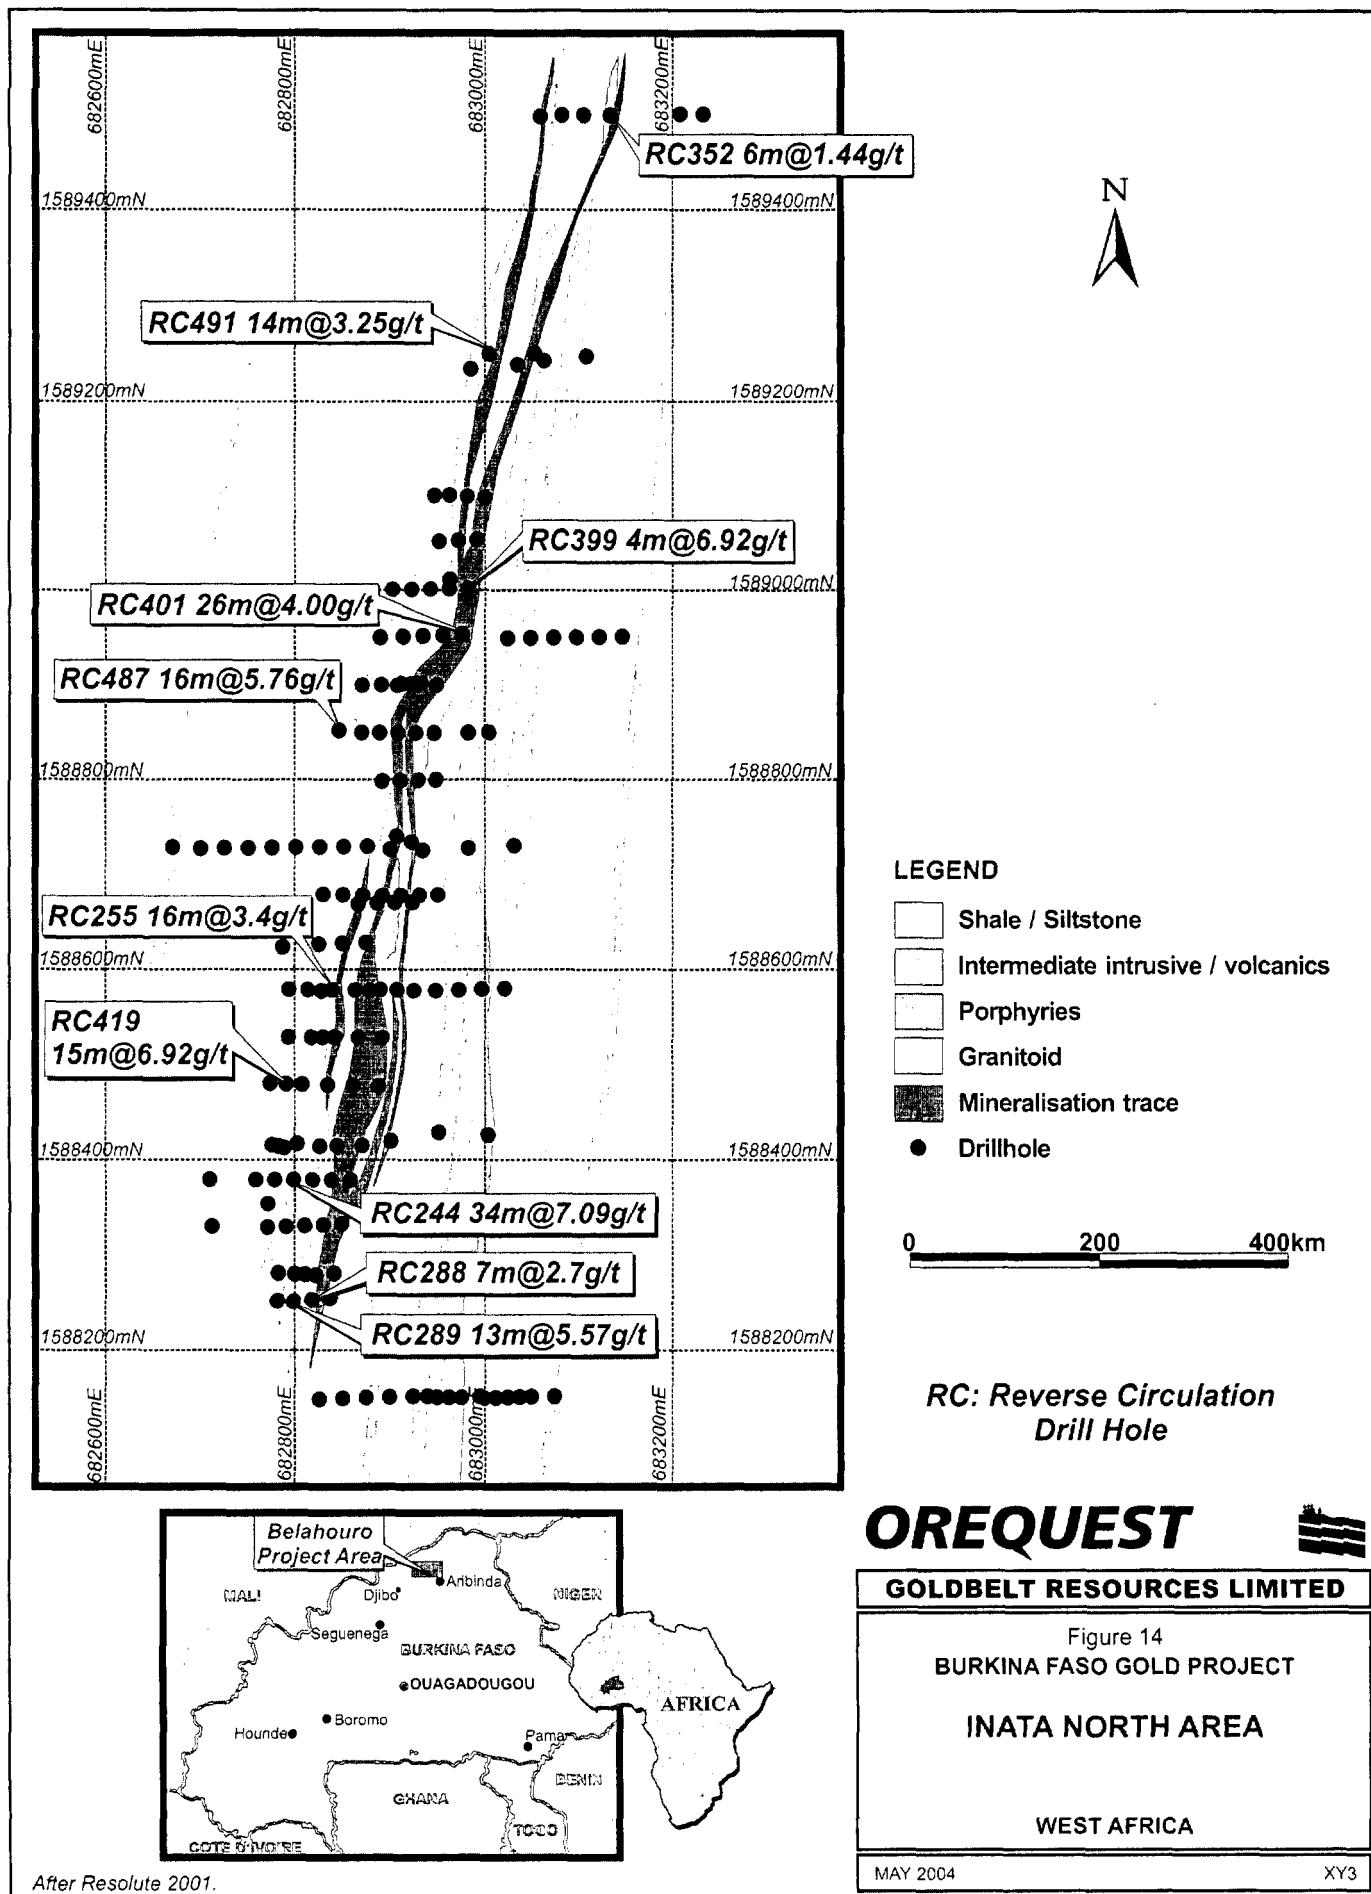 682600mE
682800mE
683000mE
683200mE
RC352 6m@1.44g/t
1589400mN
1589400mN
N
RC491 14m@3.25g/t
1589200mN
1589200mN
RC399 4m@6.92g/t
1589000mN
RC401 26m@4.00g/t
RC487 16m@5.76g/t
1588800mN
1588800mN
LEGEND
Shale / Siltstone
Intermediate intrusive / volcanics
Porphyries
Granitoid
Mineralisation trace
Drillhole
RC255 16m@3.4g/t
1588600mN
1588600mN
RC419
15m@6.92g/t
1588400mN
1588400mN
RC244 34m@7.09g/t
0 200 400km
RC288 7m@2.7g/t
RC289 13m@5.57g/t
1588200mN
1588200mN
682600mE
682800mE
683000mE
683200mE
RC: Reverse Circulation
Drill Hole
Belahouro
Project Area
MALI
Djibo
Aribinda
NIGER
Seguenega
BURKINA FASO
OUAGADOUGOU
Hounde
Boromo
Pama
Po
GHANA
BENIN
TOGO
COTE D'IVOIRE
AFRICA
OREQUEST
GOLDBELT RESOURCES LIMITED
Figure 14
BURKINA FASO GOLD PROJECT
INATA NORTH AREA
WEST AFRICA
MAY 2004 XY3
After Resolute 2001.